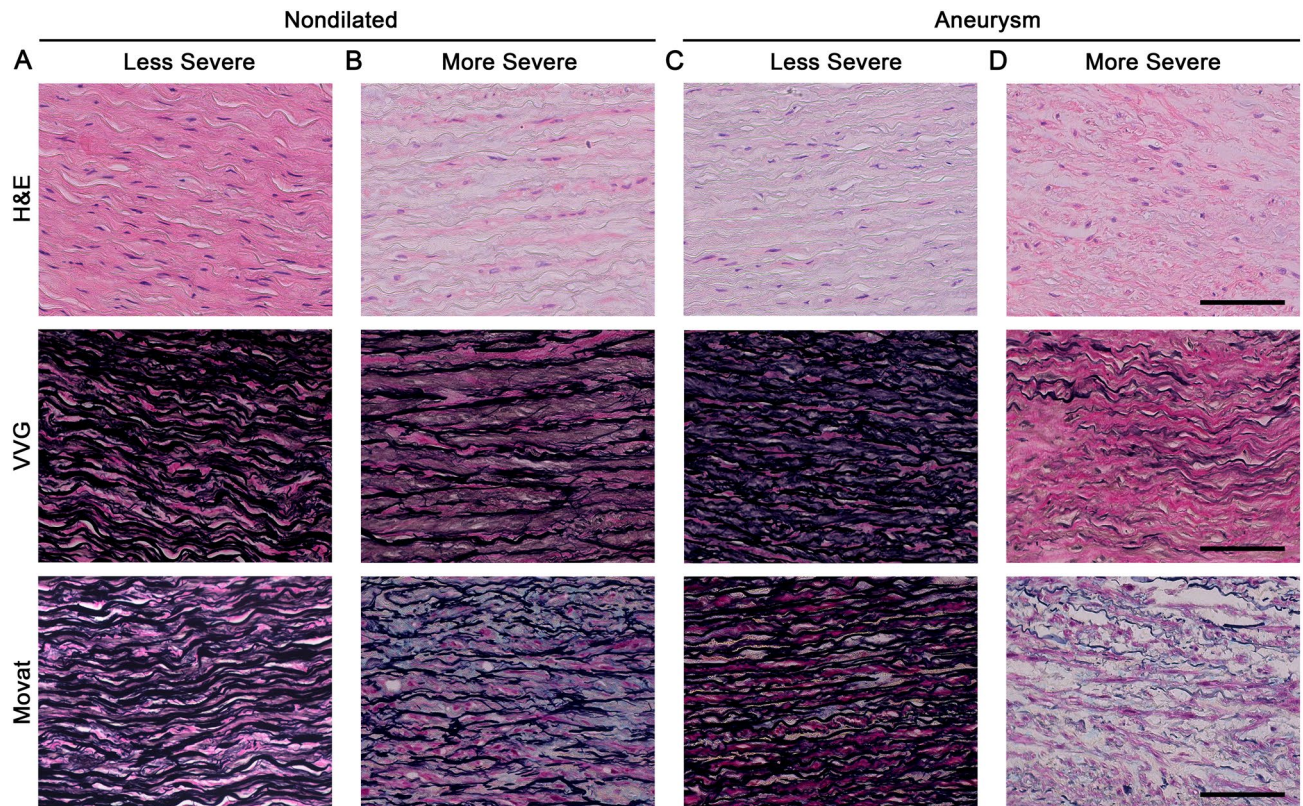 Nondilated
Aneurysm
A
Less Severe
B
More Severe
C
Less Severe
D
More Severe
H&E
VVG
Movat